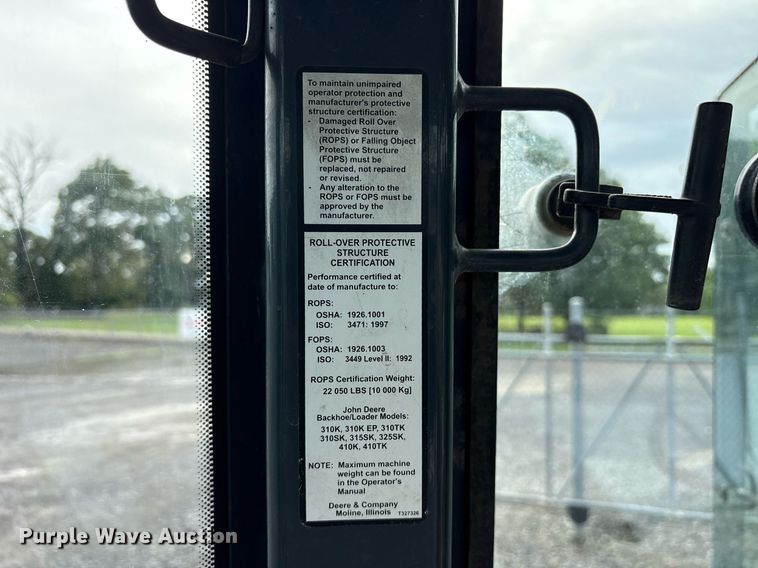 To maintain unimpaired
operator protection and
manufacturer's protective
structure certification:
- Damaged Roll Over
Protective Structure
(ROPS) or Falling Object
Protective Structure
(FOPS) must be
replaced, not repaired
or revised.
- Any alteration to the
ROPS or FOPS must be
approved by the
manufacturer.
ROLL-OVER PROTECTIVE
STRUCTURE
CERTIFICATION
Performance certified at
date of manufacture to:
ROPS:
OSHA: 1926.1001
ISO: 3471: 1997
FOPS:
OSHA: 1926.1003
ISO: 3449 Level II: 1992
ROPS Certification Weight:
22 050 LBS [10 000 Kg]
John Deere
Backhoe/Loader Models:
310K, 310K EP, 310TK
310SK, 315SK, 325SK,
410K, 410TK
NOTE: Maximum machine
weight can be found
in the Operator's
Manual
Deere & Company
Moline, Illinois T327326
Purple Wave Auction®